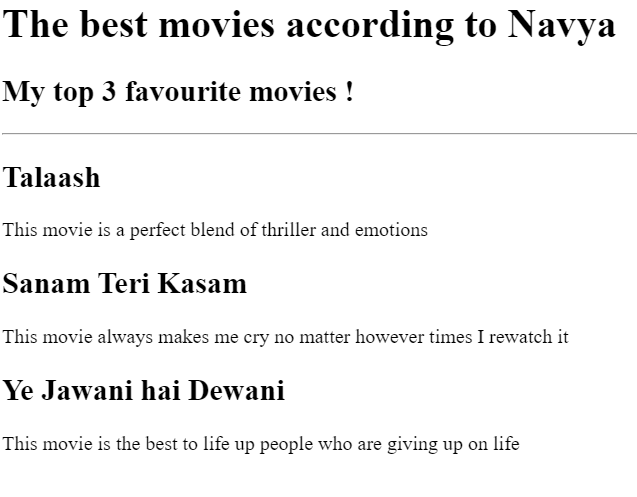 The best movies according to Navya
My top 3 favourite movies !
Talaash
This movie is a perfect blend of thriller and emotions
Sanam Teri Kasam
This movie always makes me cry no matter however times I rewatch it
Ye Jawani hai Dewani
This movie is the best to life up people who are giving up on life